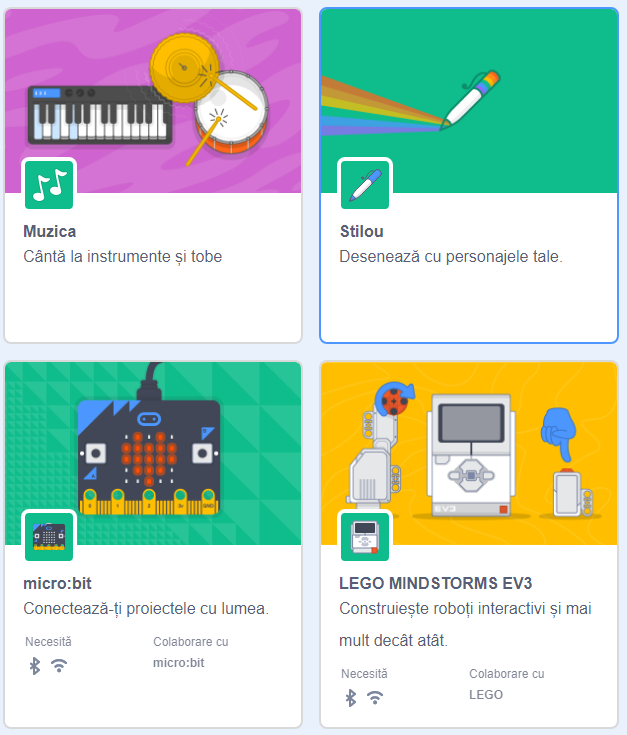 Muzica
Cântă la instrumente și tobe
Stilou
Desenează cu personajele tale.
micro:bit
Conectează-ți proiectele cu lumea.
Necesită
Colaborare cu
micro:bit
EV3
LEGO MINDSTORMS EV3
Construiește roboți interactivi și mai
mult decât atât.
Necesită
Colaborare cu
LEGO